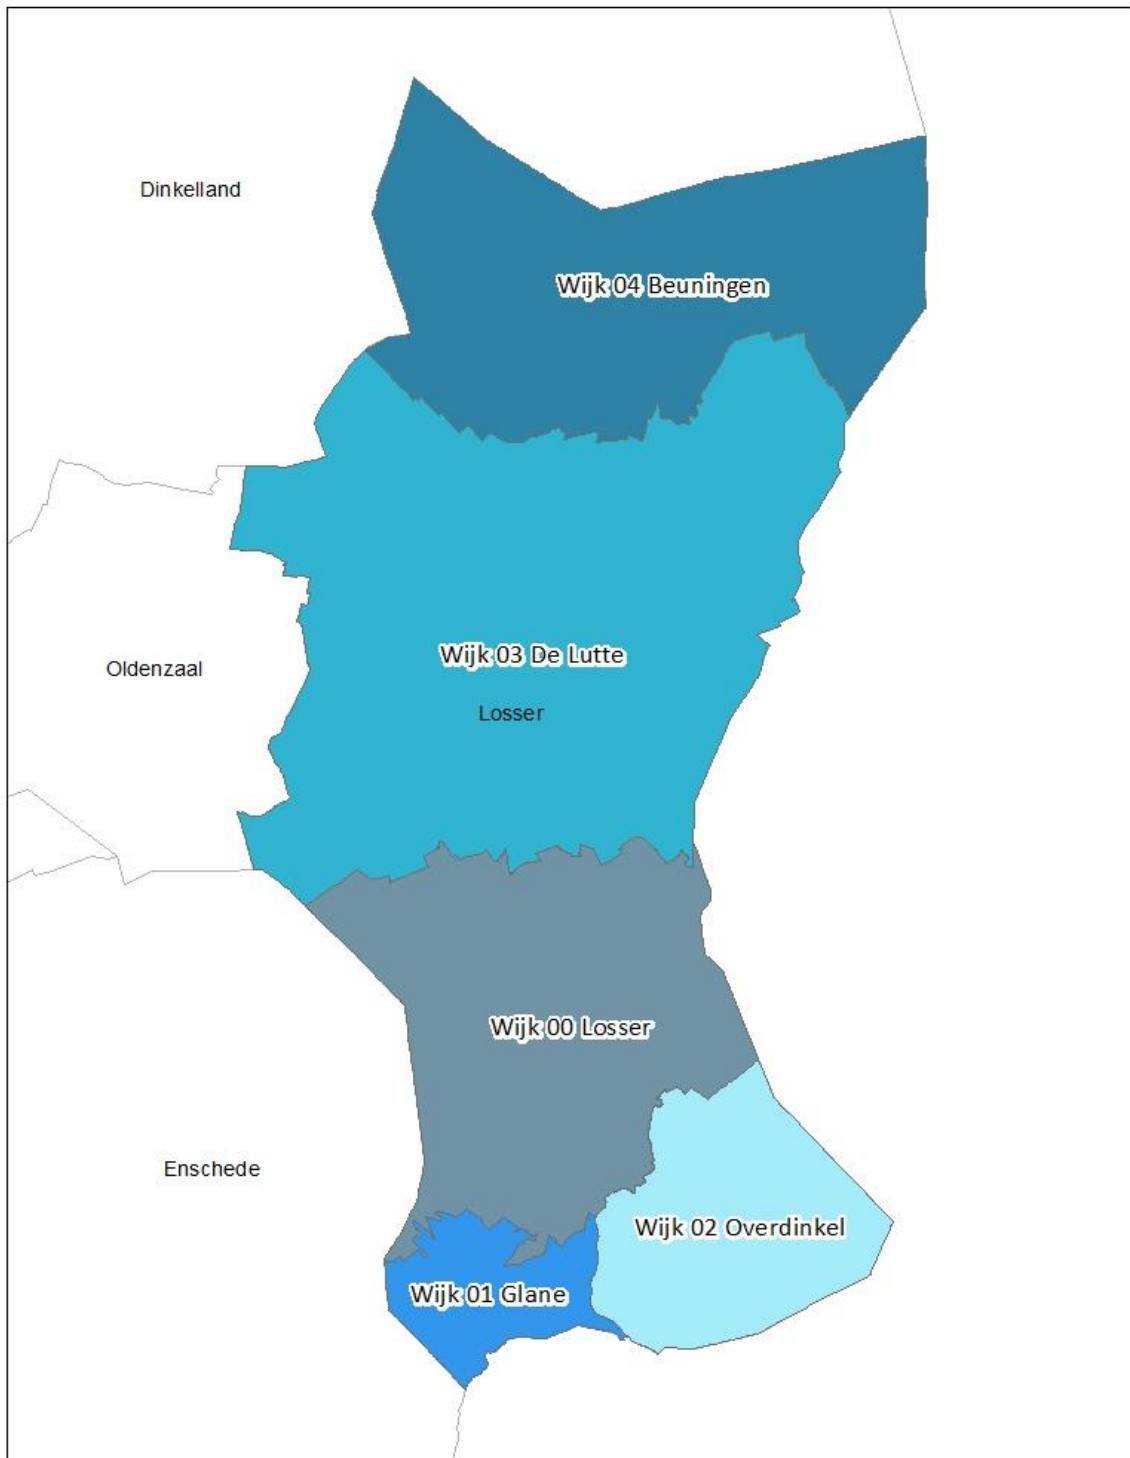 Dinkelland
Wijk 04 Beuningen
Wijk 03 De Lutte
Oldenzaal
Losser
Wijk 00 Losser
Enschede
Wijk 02 Overdinkel
Wijk 01 Glane